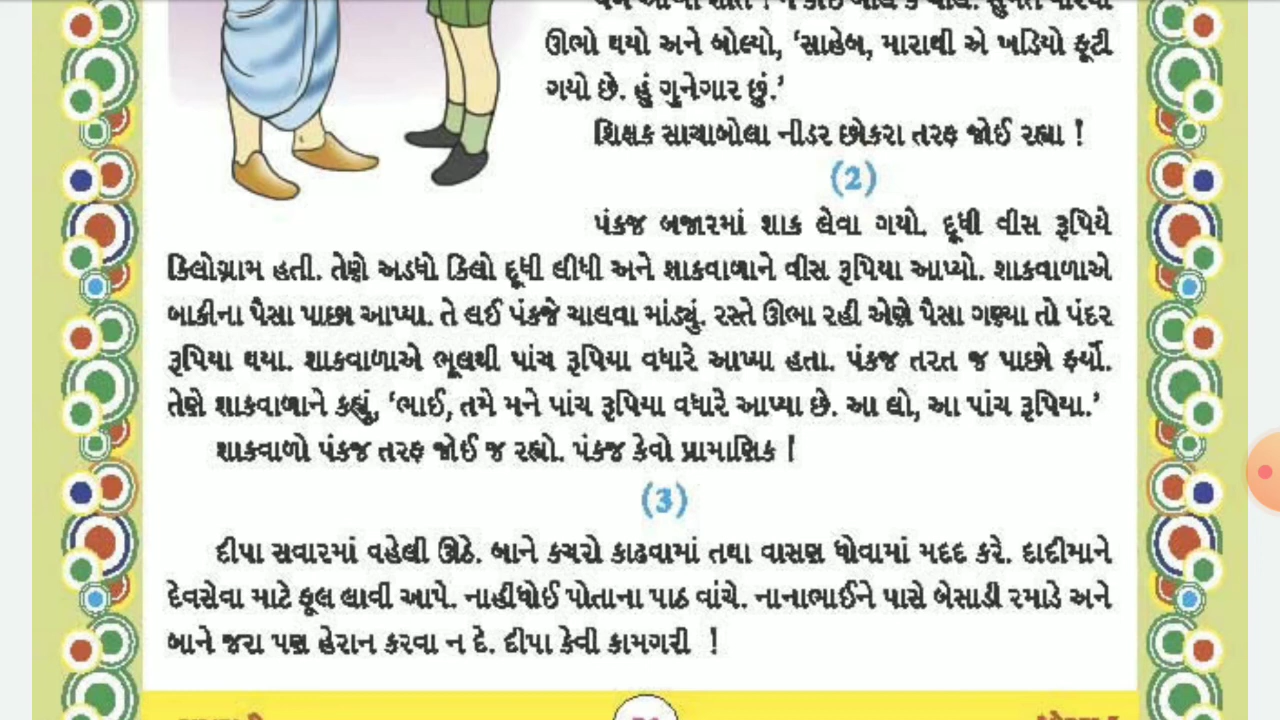 ઊભો થયો અને બોલ્યો, ‘સાહેબ, મારાથી એ ખડિયો ફૂટી
ગયો છે. હું ગુનેગાર છું.’
શિક્ષક સાચાબોલા નીડર છોકરા તરફ જોઈ રહ્યા !
(2)
પંકજ બજારમાં શાક લેવા ગયો. દૂધી વીસ રૂપિયે
કિલોગ્રામ હતી. તેણે અડધો કિલો દૂધી લીધી અને શાકવાળાને વીસ રૂપિયા આપ્યો. શાકવાળાએ
બાકીના પૈસા પાછા આપ્યા. તે લઈ પંકજે ચાલવા માંડ્યું. રસ્તે ઊભા રહી એણે પૈસા ગણ્યા તો પંદર
રૂપિયા થયા. શાકવાળાએ ભૂલથી પાંચ રૂપિયા વધારે આપ્યા હતા. પંકજ તરત જ પાછો ફર્યો.
તેણે શાકવાળાને કહ્યું, ‘ભાઈ, તમે મને પાંચ રૂપિયા વધારે આપ્યા છે. આ લો, આ પાંચ રૂપિયા.’
શાકવાળો પંકજ તરફ જોઈ જ રહ્યો. પંકજ કેવો પ્રામાણિક !
(3)
દીપા સવારમાં વહેલી ઊઠે. બાને કચરો કાઢવામાં તથા વાસણ ધોવામાં મદદ કરે. દાદીમાને
દેવસેવા માટે ફૂલ લાવી આપે. નાહીધોઈ પોતાના પાઠ વાંચે. નાનાભાઈને પાસે બેસાડી રમાડે અને
બાને જરા પણ હેરાન કરવા ન દે. દીપા કેવી કામગરી !